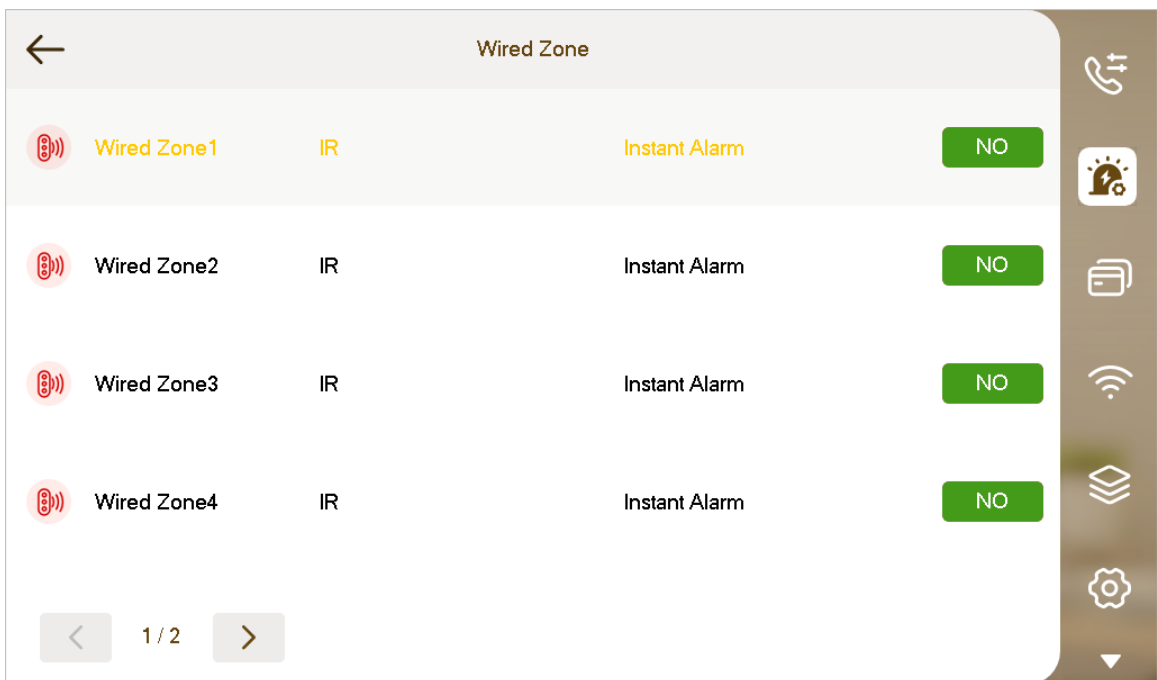 Wired Zone
Wired Zone1 IR Instant Alarm NO
Wired Zone2 IR Instant Alarm NO
Wired Zone3 IR Instant Alarm NO
Wired Zone4 IR Instant Alarm NO
1 / 2